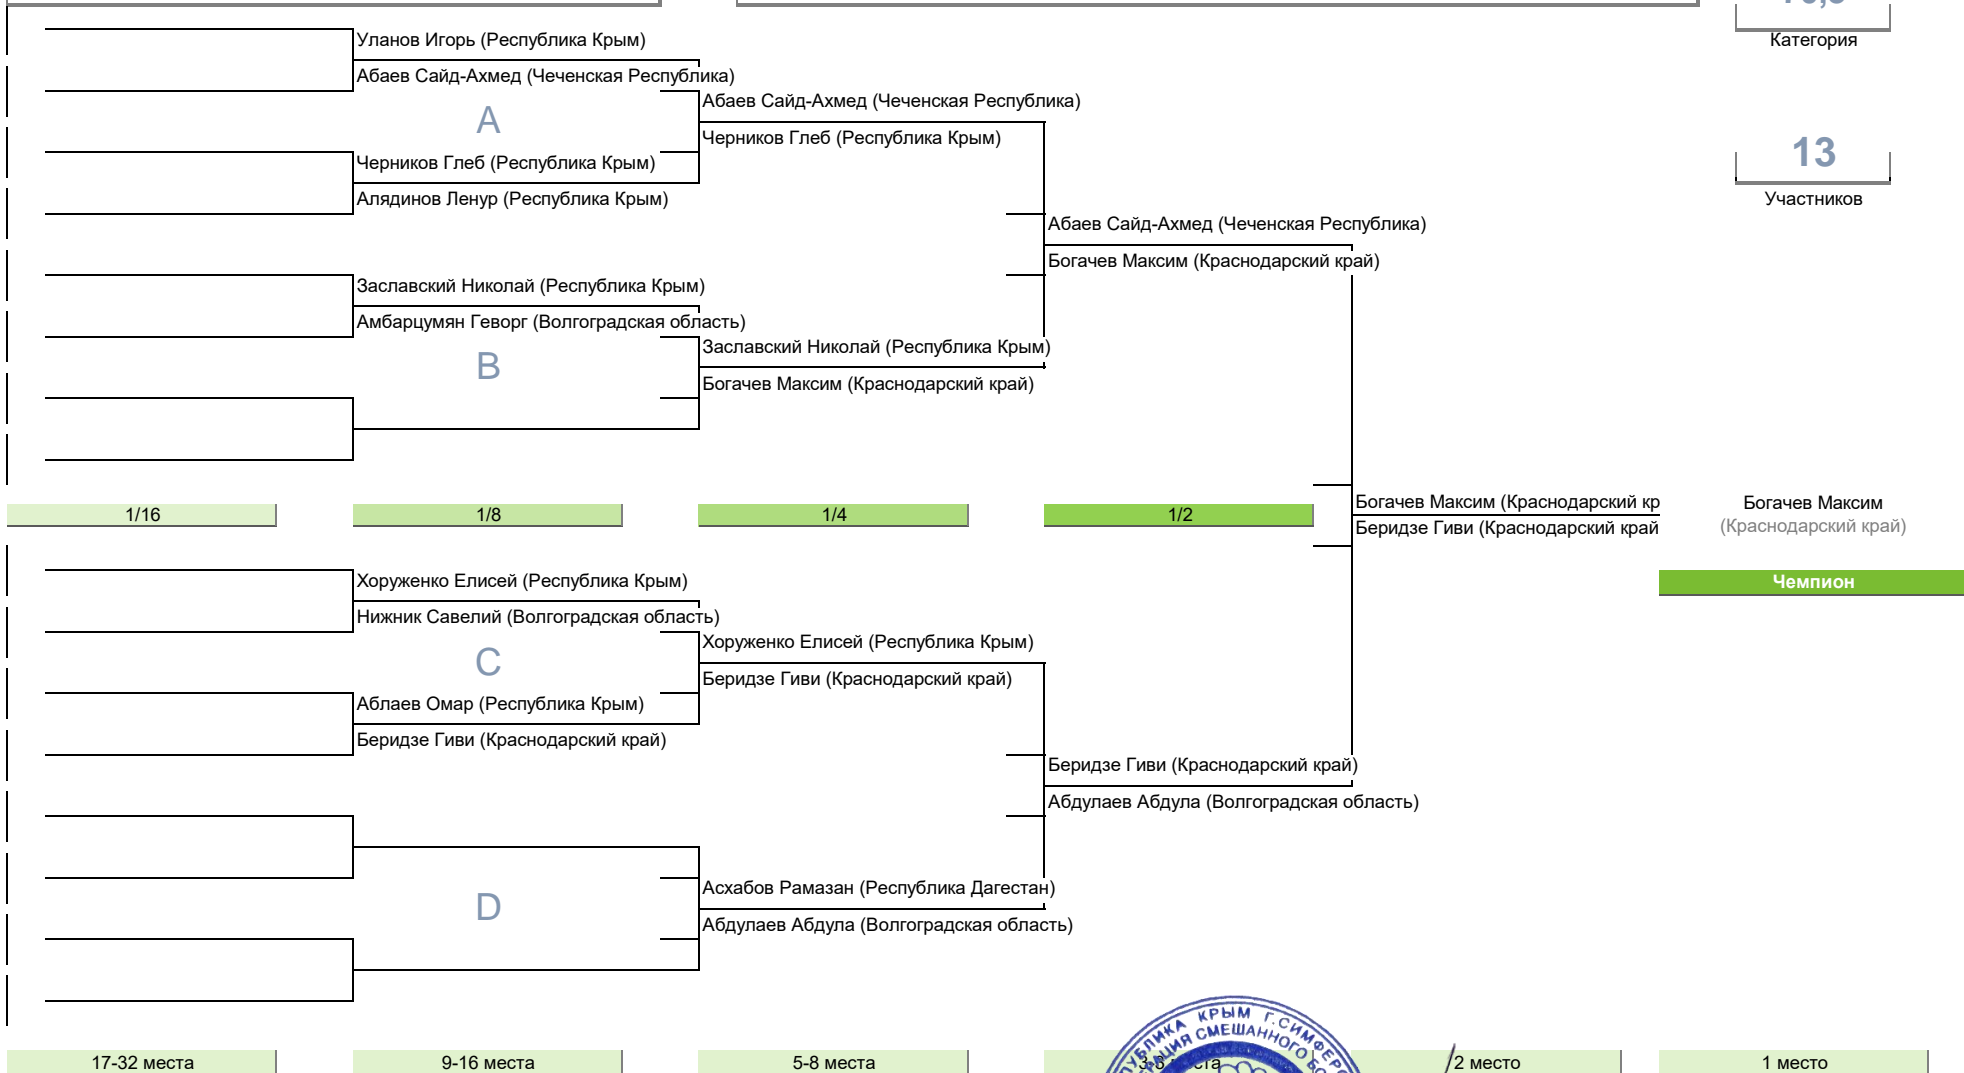 Категория
Уланов Игорь (Республика Крым)
Абаев Сайд-Ахмед (Чеченская Республика)
A
Абаев Сайд-Ахмед (Чеченская Республика)
Черников Глеб (Республика Крым)
13
Участников
Черников Глеб (Республика Крым)
Алядинов Ленур (Республика Крым)
Абаев Сайд-Ахмед (Чеченская Республика)
Богачев Максим (Краснодарский край)
Заславский Николай (Республика Крым)
Амбарцумян Геворг (Волгоградская область)
B
Заславский Николай (Республика Крым)
Богачев Максим (Краснодарский край)
1/16
1/8
1/4
1/2
Богачев Максим (Краснодарский кр
Беридзе Гиви (Краснодарский край
Богачев Максим
(Краснодарский край)
Чемпион
Хоруженко Елисей (Республика Крым)
Нижник Савелий (Волгоградская область)
C
Хоруженко Елисей (Республика Крым)
Беридзе Гиви (Краснодарский край)
Аблаев Омар (Республика Крым)
Беридзе Гиви (Краснодарский край)
Беридзе Гиви (Краснодарский край)
Абдулаев Абдула (Волгоградская область)
D
Асхабов Рамазан (Республика Дагестан)
Абдулаев Абдула (Волгоградская область)
КРЫМ Г.
СМЕШАННОГО
17-32 места
9-16 места
5-8 места
2 место
1 место